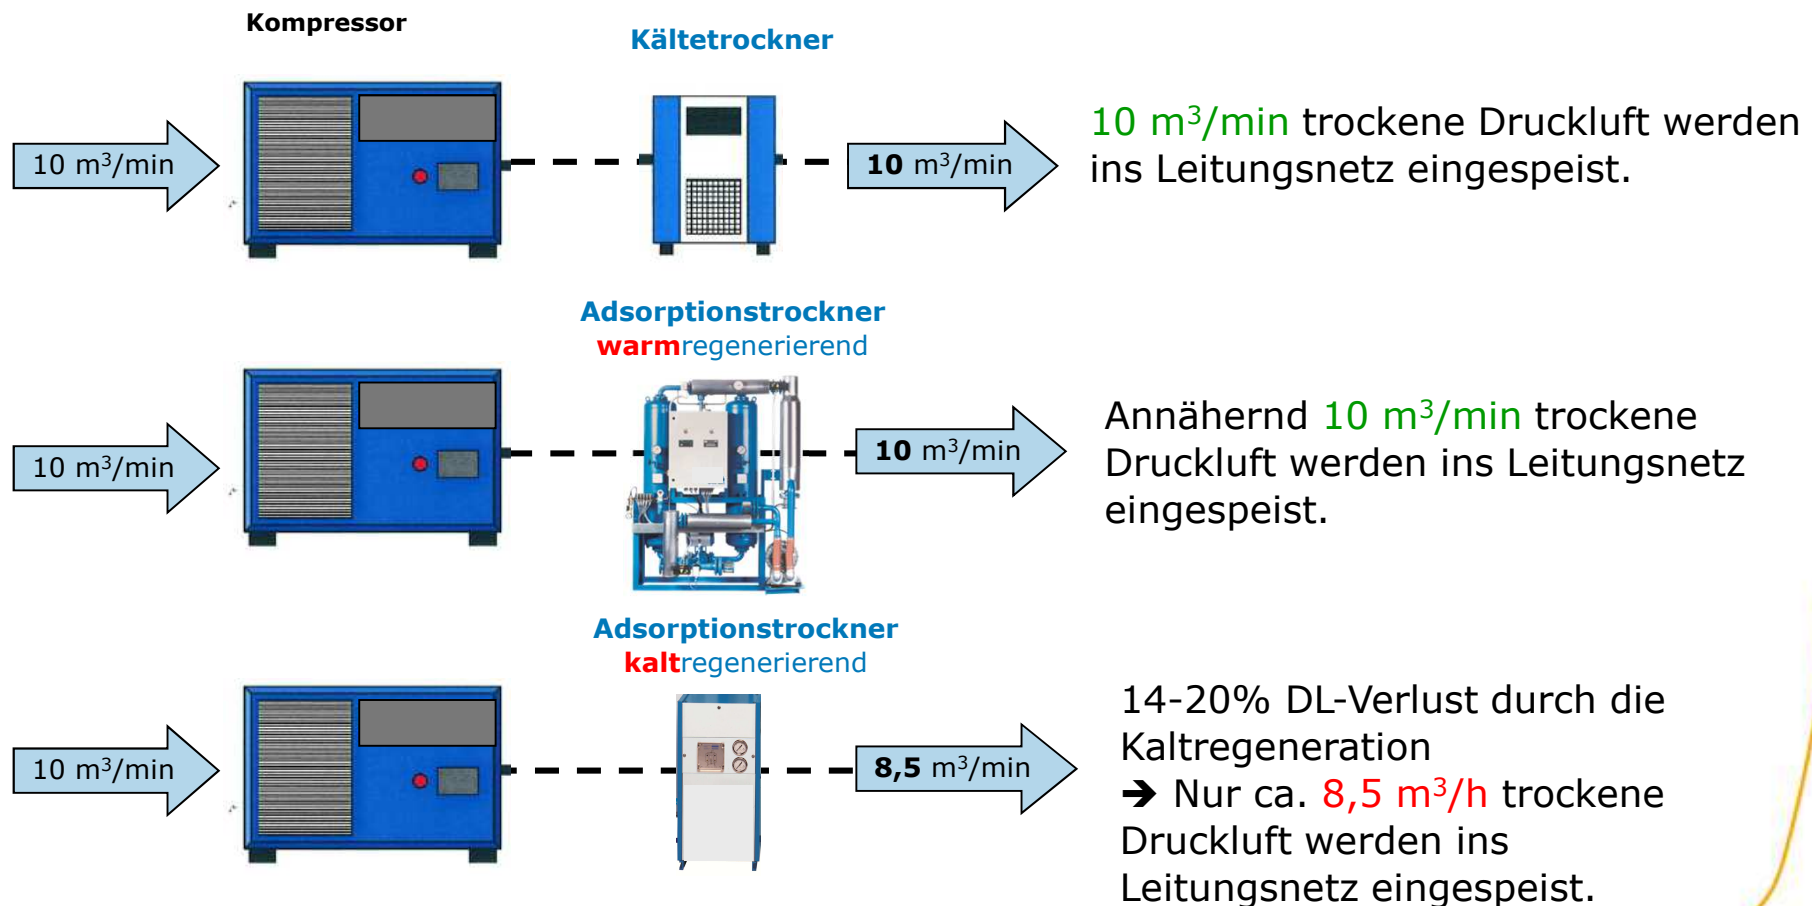 Kompressor
Kältetrockner
10 m³/min
10 m³/min
10 m³/min trockene Druckluft werden
ins Leitungsnetz eingespeist.
Adsorptionstrockner
warmregenerierend
10 m³/min
10 m³/min
Annähernd 10 m³/min trockene
Druckluft werden ins Leitungsnetz
eingespeist.
Adsorptionstrockner
kaltregenerierend
10 m³/min
8,5 m³/min
14-20% DL-Verlust durch die
Kaltregeneration
➔ Nur ca. 8,5 m³/h trockene
Druckluft werden ins
Leitungsnetz eingespeist.